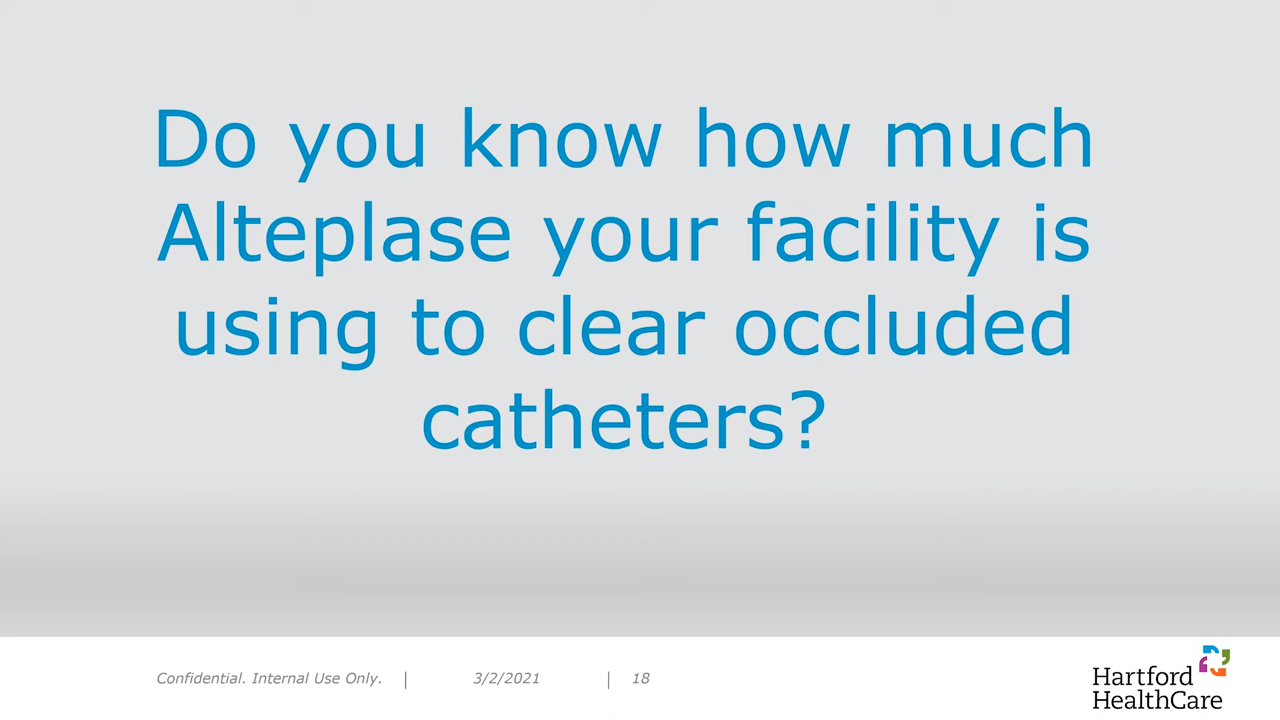 Do you know how much
Alteplase your facility is
using to clear occluded
catheters?
Confidential. Internal Use Only. | 3/2/2021 | 18
Hartford
HealthCare